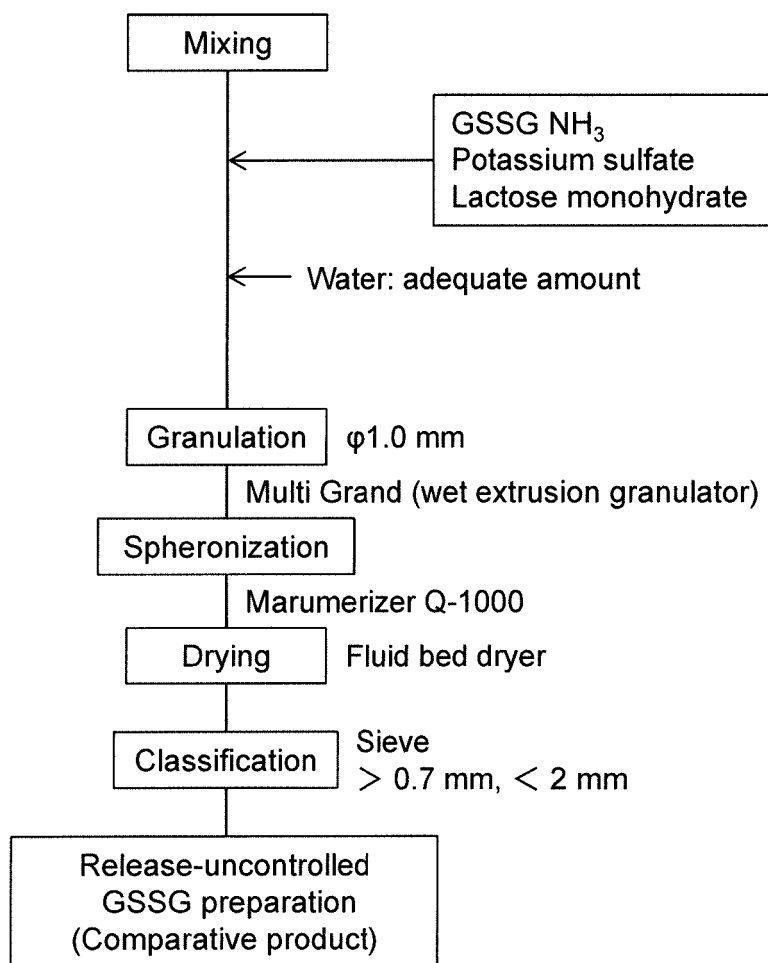 Mixing
GSSG NH₃
Potassium sulfate
Lactose monohydrate
Water: adequate amount
Granulation φ1.0 mm
Multi Grand (wet extrusion granulator)
Spheronization
Marumerizer Q-1000
Drying Fluid bed dryer
Classification
Sieve
＞ 0.7 mm, ＜ 2 mm
Release-uncontrolled
GSSG preparation
(Comparative product)